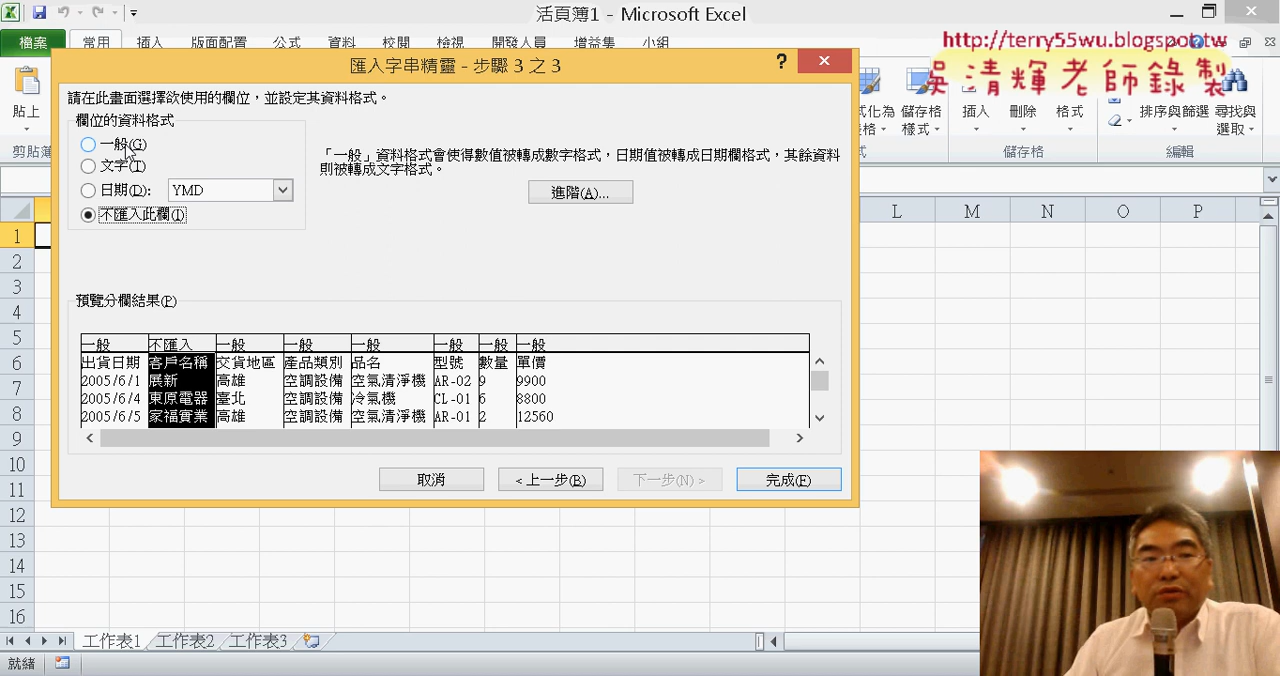 活頁簿1 - Microsoft Excel
檔案 常用 插入 版面配置 公式 資料 校閱 檢視 開發人員 增益集 小組
http://terry55wu.blogspot.tw
吳清輝老師錄製
貼上
剪貼簿
儲存格樣式
插入 刪除 格式
儲存格
排序與篩選 尋找與選取
編輯
匯入字串精靈 - 步驟 3 之 3
請在此畫面選擇欲使用的欄位，並設定其資料格式。
欄位的資料格式
一般(G)
文字(T)
日期(D): YMD
不匯入此欄(I)
「一般」資料格式會使得數值被轉成數字格式，日期值被轉成日期欄格式，其餘資料
則被轉成文字格式。
進階(A)...
預覽分欄結果(P)
一般 不匯入 一般 一般 一般 一般 一般 一般
出貨日期 客戶名稱 交貨地區 產品類別 品名 型號 數量 單價
2005/6/1 展新 高雄 空調設備 空氣清淨機 AR-02 9 9900
2005/6/4 東原電器 臺北 空調設備 冷氣機 CL-01 6 8800
2005/6/5 家福實業 高雄 空調設備 空氣清淨機 AR-01 2 12560
取消 < 上一步(B) 下一步(N) > 完成(F)
L M N O P
1
2
3
4
5
6
7
8
9
10
11
12
13
14
15
16
工作表1 工作表2 工作表3
就緒